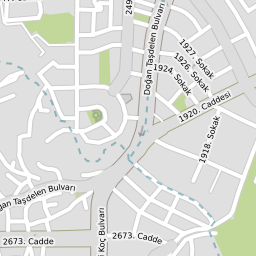 249
1927. Sokak
1926. Sokak
1924. Sokak
Doğan Taşdelen Bulvarı
1920. Caddesi
1918. Sokak
ğan Taşdelen Bulvarı
i Koç Bulvarı
2673. Cadde
2673. Cadde